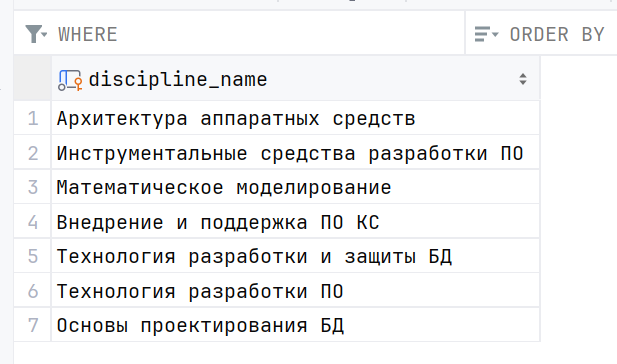 WHERE ORDER BY
discipline_name
1 Архитектура аппаратных средств
2 Инструментальные средства разработки ПО
3 Математическое моделирование
4 Внедрение и поддержка ПО КС
5 Технология разработки и защиты БД
6 Технология разработки ПО
7 Основы проектирования БД